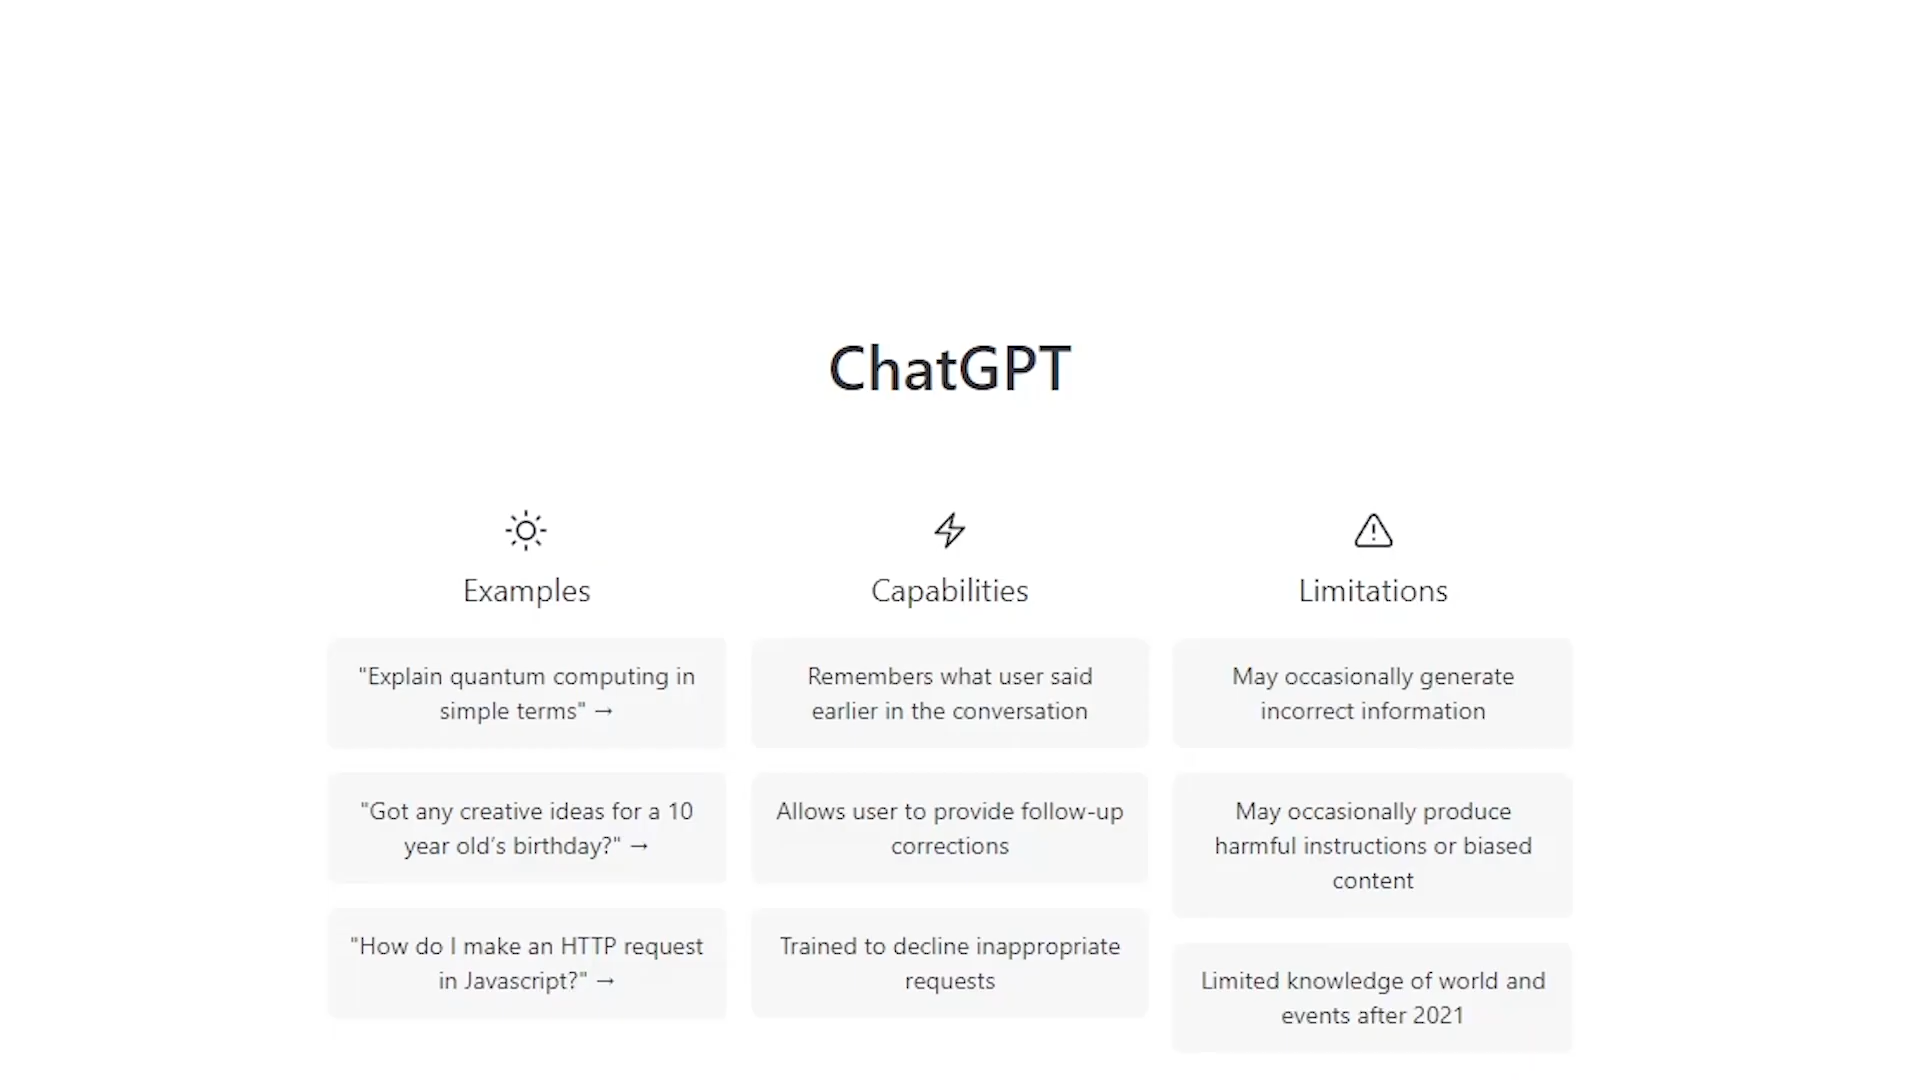 ChatGPT
Examples
"Explain quantum computing in
simple terms" →
"Got any creative ideas for a 10
year old’s birthday?" →
"How do I make an HTTP request
in Javascript?" →
Capabilities
Remembers what user said
earlier in the conversation
Allows user to provide follow-up
corrections
Trained to decline inappropriate
requests
Limitations
May occasionally generate
incorrect information
May occasionally produce
harmful instructions or biased
content
Limited knowledge of world and
events after 2021